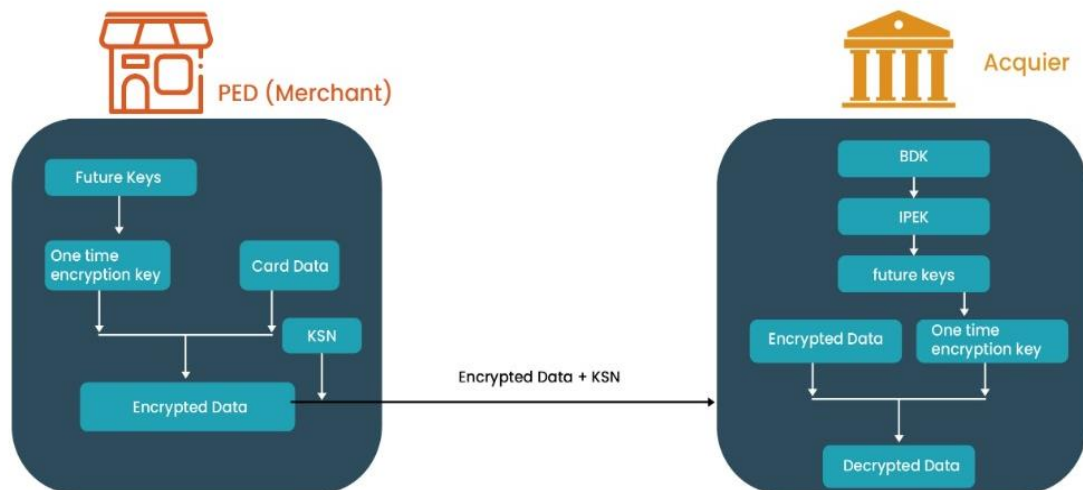 PED (Merchant)
Future Keys
One time
encryption key
Card Data
KSN
Encrypted Data
Encrypted Data + KSN
Acquier
BDK
IPEK
future keys
Encrypted Data
One time
encryption key
Decrypted Data